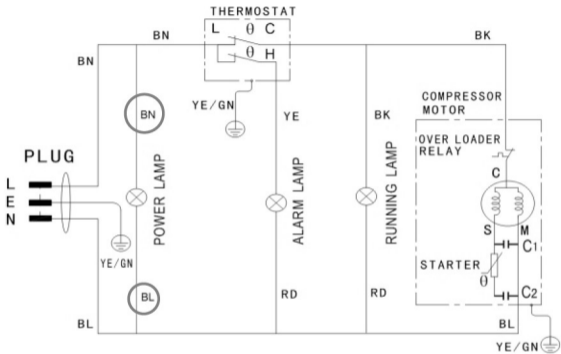 THERMOSTAT
L θ C
θ H
BN
BK
BN
YE/GN
YE
BK
BN
COMPRESSOR
MOTOR
OVER LOADER
RELAY
PLUG
L
E
N
C
POWER LAMP
ALARM LAMP
RUNNING LAMP
S
M
C1
YE/GN
STARTER
θ
C2
BL
RD
RD
BL
BL
YE/GN